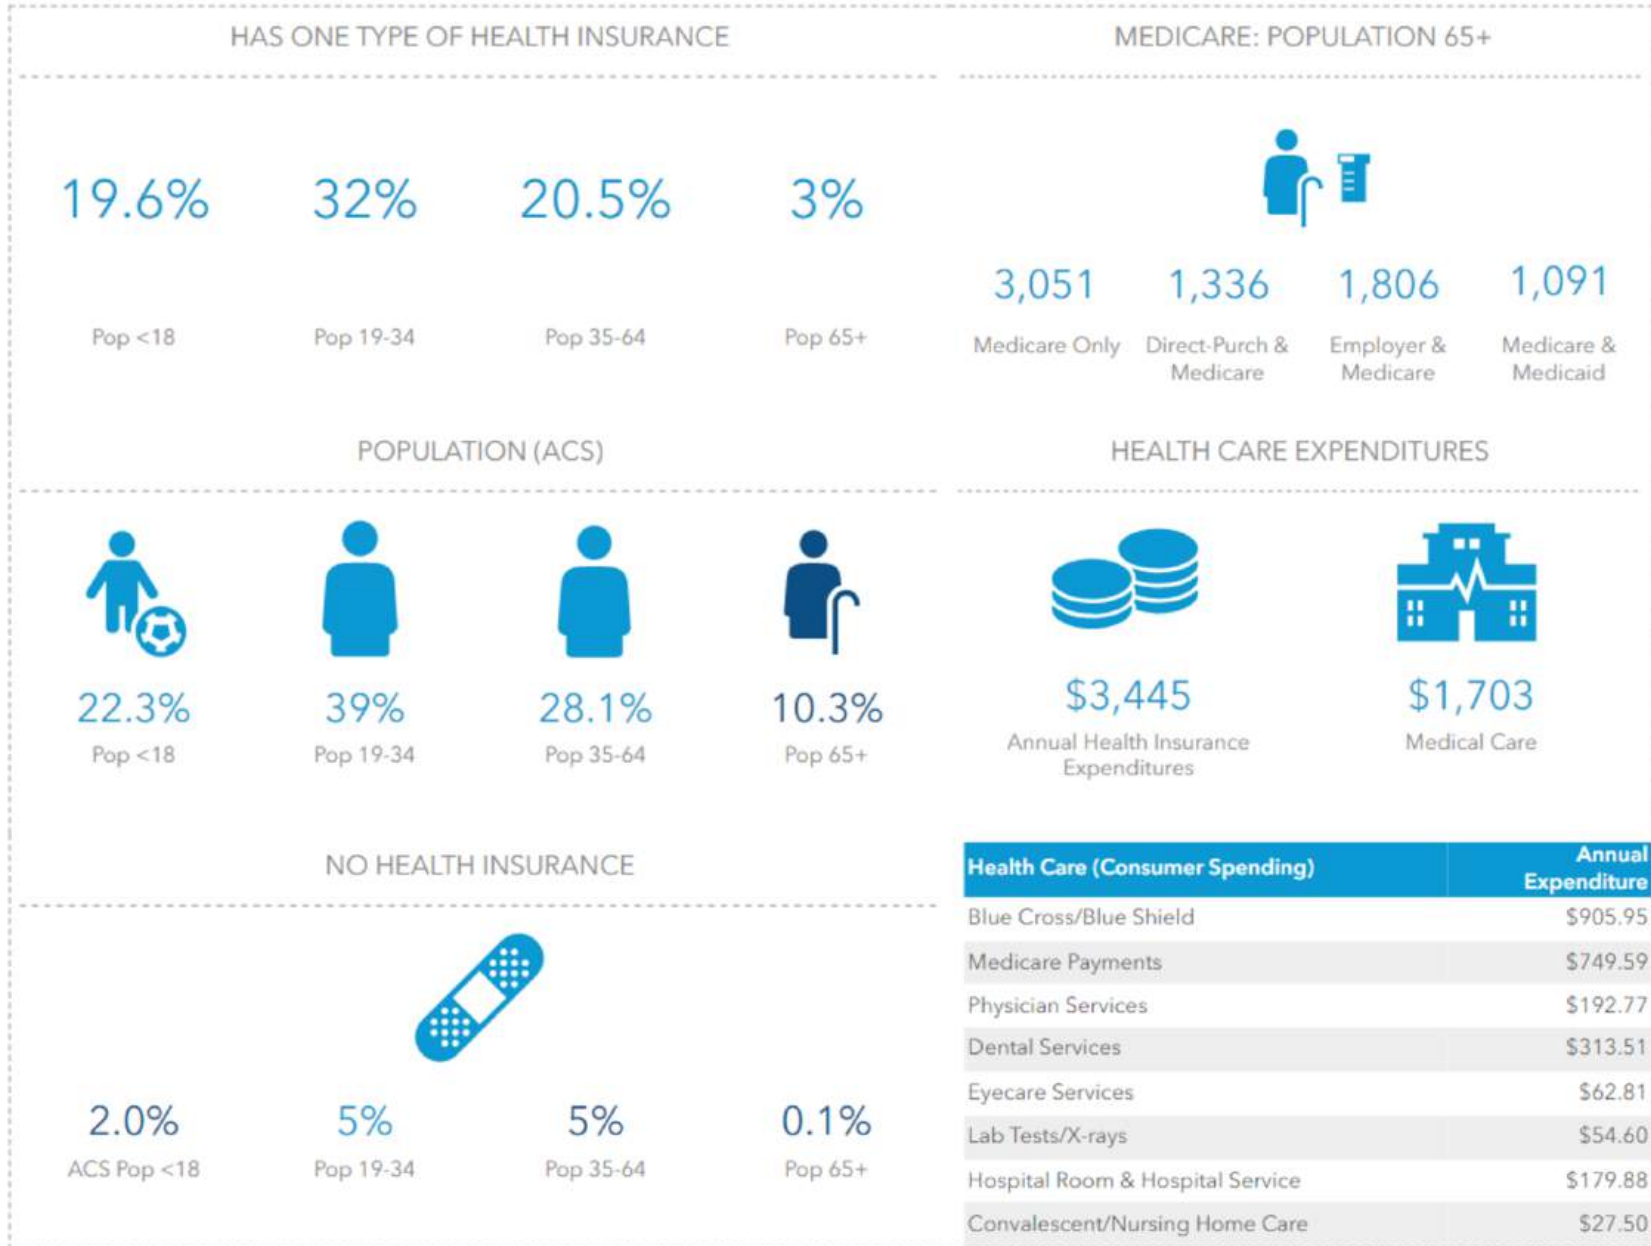 HAS ONE TYPE OF HEALTH INSURANCE
19.6% 32% 20.5% 3%
Pop <18 Pop 19-34 Pop 35-64 Pop 65+
MEDICARE: POPULATION 65+
3,051 1,336 1,806 1,091
Medicare Only Direct-Purch & Employer & Medicare &
Medicare Medicare Medicaid
POPULATION (ACS)
22.3% 39% 28.1% 10.3%
Pop <18 Pop 19-34 Pop 35-64 Pop 65+
HEALTH CARE EXPENDITURES
$3,445 $1,703
Annual Health Insurance Medical Care
Expenditures
NO HEALTH INSURANCE
2.0% 5% 5% 0.1%
ACS Pop <18 Pop 19-34 Pop 35-64 Pop 65+
Health Care (Consumer Spending) Annual
Expenditure
Blue Cross/Blue Shield $905.95
Medicare Payments $749.59
Physician Services $192.77
Dental Services $313.51
Eyecare Services $62.81
Lab Tests/X-rays $54.60
Hospital Room & Hospital Service $179.88
Convalescent/Nursing Home Care $27.50